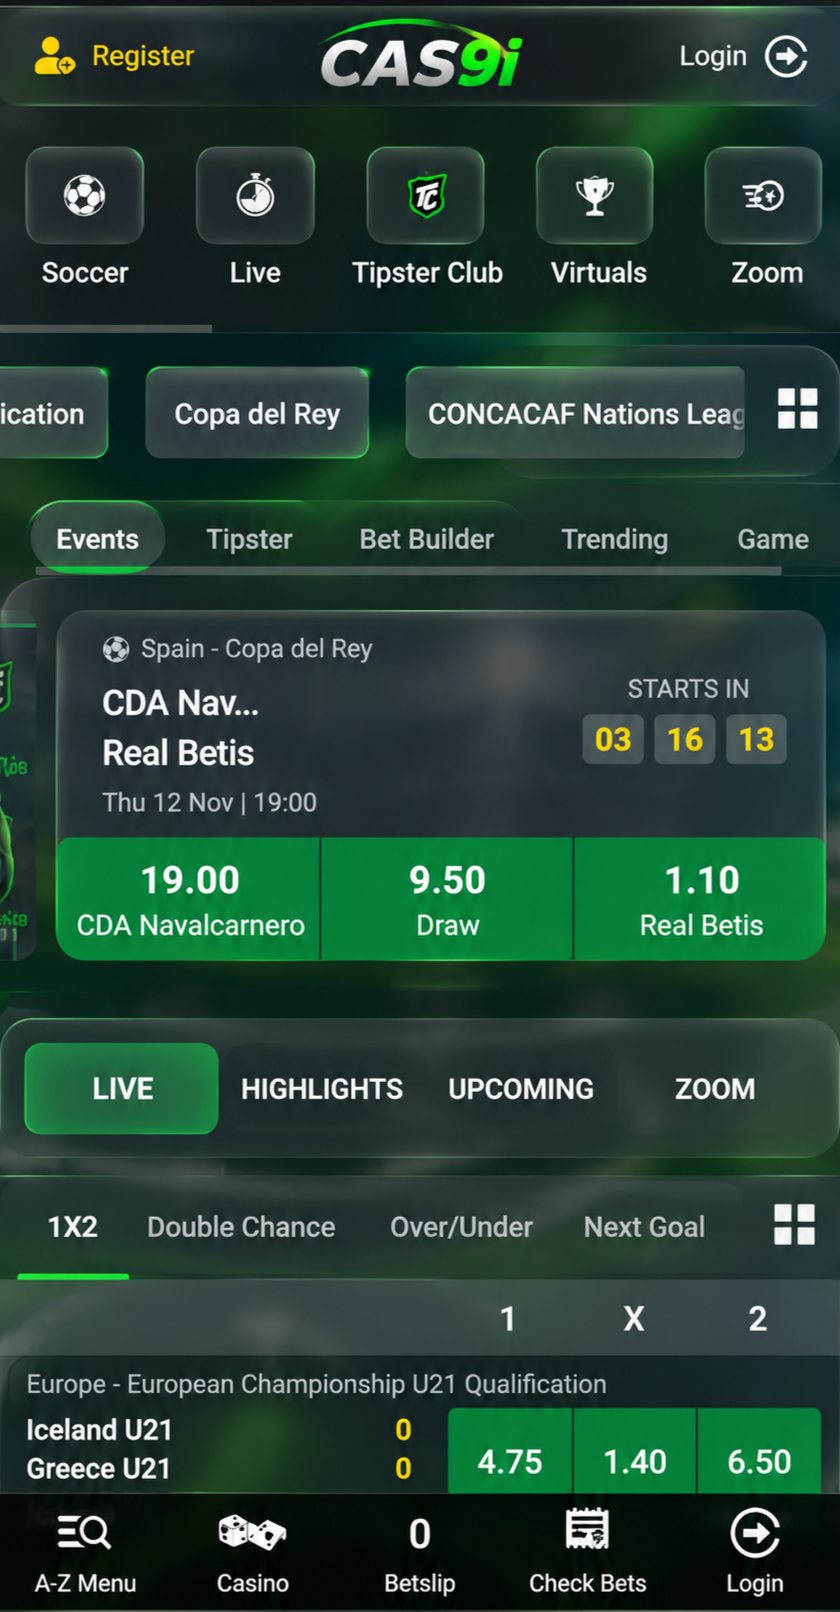 Register
CAS9i
Login
Soccer
Live
TC
Tipster Club
Virtuals
Zoom
ication
Copa del Rey
CONCACAF Nations Leag
Events
Tipster
Bet Builder
Trending
Game
Spain - Copa del Rey
CDA Nav...
Real Betis
Thu 12 Nov | 19:00
STARTS IN
03 16 13
19.00
CDA Navalcarnero
9.50
Draw
1.10
Real Betis
LIVE
HIGHLIGHTS
UPCOMING
ZOOM
1X2
Double Chance
Over/Under
Next Goal
1 X 2
Europe - European Championship U21 Qualification
Iceland U21 0
Greece U21 0
4.75 1.40 6.50
A-Z Menu
Casino
0
Betslip
Check Bets
Login